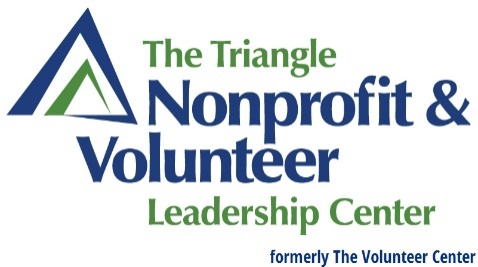 The Triangle
Nonprofit &
Volunteer
Leadership Center
formerly The Volunteer Center